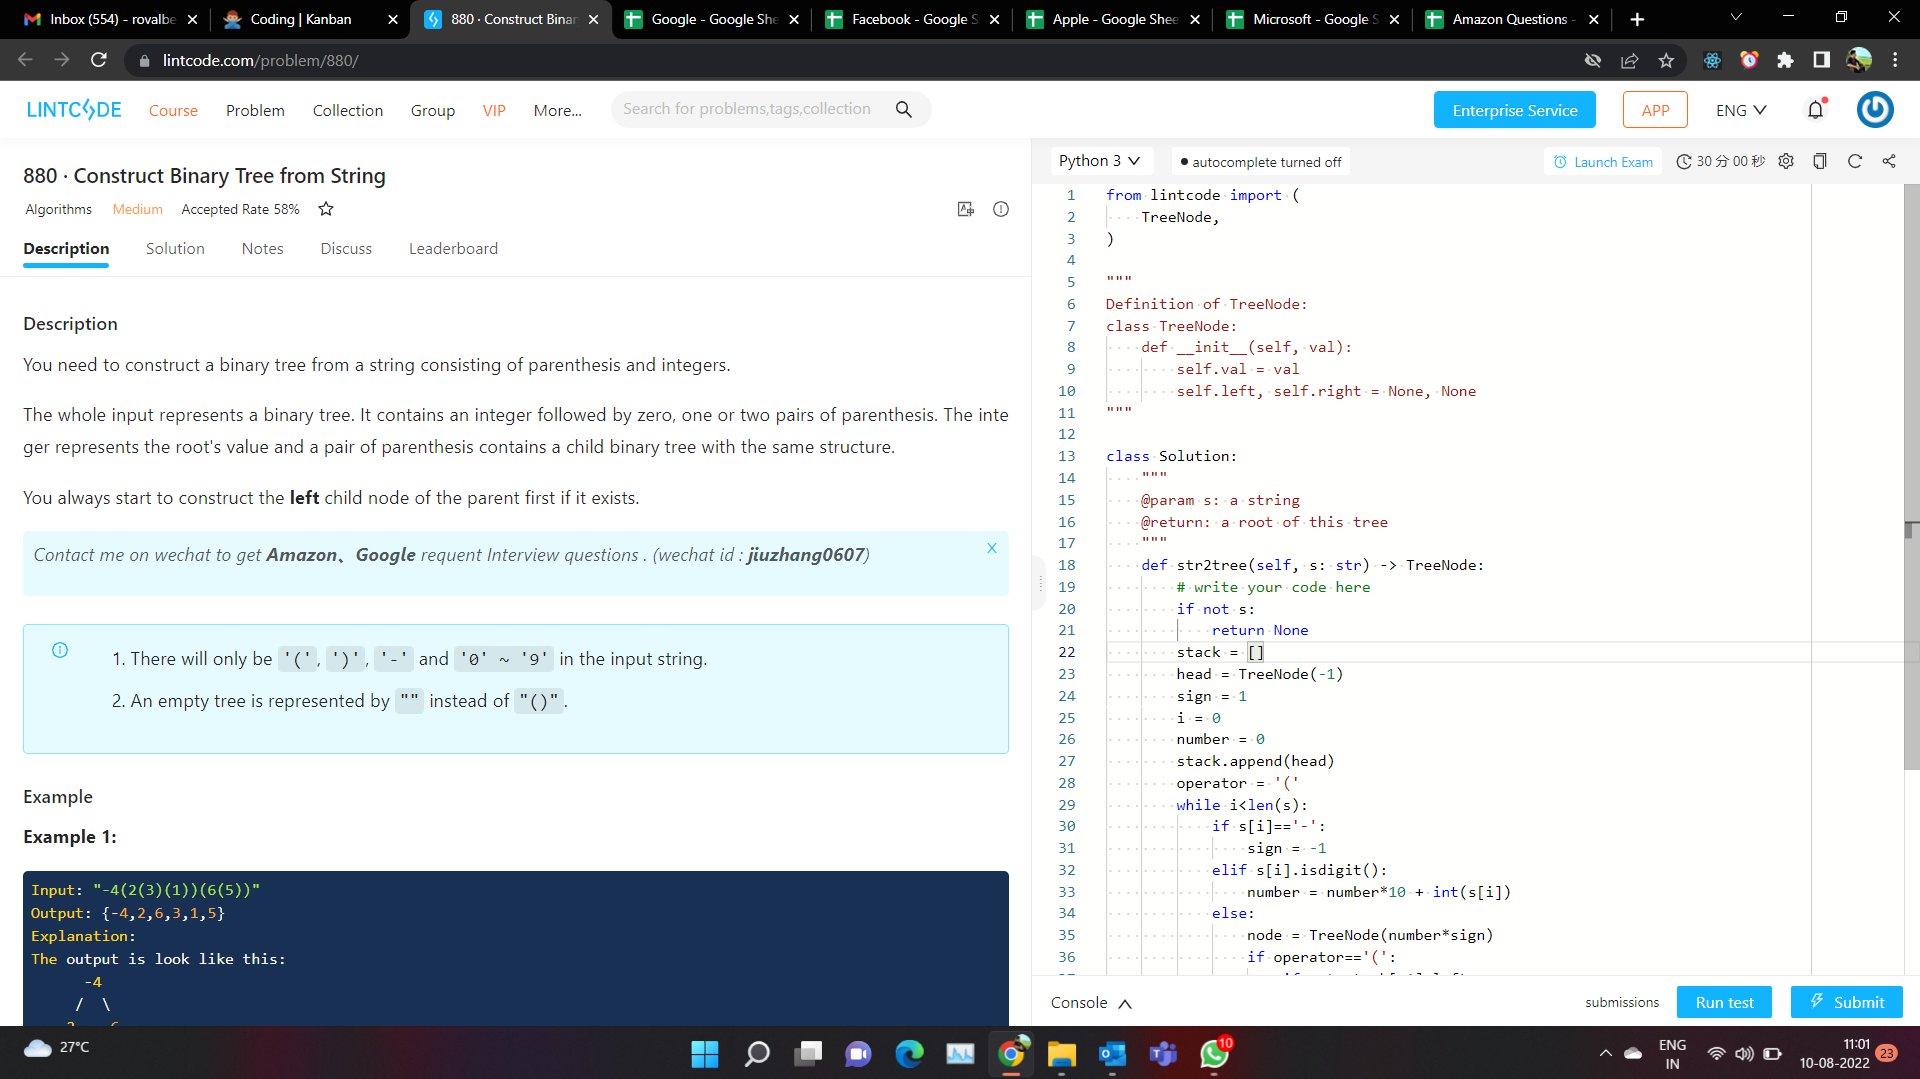 Inbox (554) - rovalbe
Coding | Kanban
880 · Construct Binar
Google - Google She
Facebook - Google S
Apple - Google Shee
Microsoft - Google S
Amazon Questions -
lintcode.com/problem/880/
LINTCODE
Course
Problem
Collection
Group
VIP
More...
Search for problems,tags,collection
Enterprise Service
APP
ENG
880 · Construct Binary Tree from String
Algorithms Medium Accepted Rate 58%
Description Solution Notes Discuss Leaderboard
Description
You need to construct a binary tree from a string consisting of parenthesis and integers.
The whole input represents a binary tree. It contains an integer followed by zero, one or two pairs of parenthesis. The inte
ger represents the root's value and a pair of parenthesis contains a child binary tree with the same structure.
You always start to construct the left child node of the parent first if it exists.
Contact me on wechat to get Amazon、Google requent Interview questions . (wechat id : jiuzhang0607)
1. There will only be '(', ')', '-' and '0' ~ '9' in the input string.
2. An empty tree is represented by "" instead of "()".
Example
Example 1:
Input: "-4(2(3)(1))(6(5))"
Output: {-4,2,6,3,1,5}
Explanation:
The output is look like this:
-4
/ \
Python 3
autocomplete turned off
Launch Exam
30 分 00 秒
1 from lintcode import (
2 TreeNode,
3 )
4
5 """
6 Definition of TreeNode:
7 class TreeNode:
8 def __init__(self, val):
9 self.val = val
10 self.left, self.right = None, None
11 """
12
13 class Solution:
14 """
15 @param s: a string
16 @return: a root of this tree
17 """
18 def str2tree(self, s: str) -> TreeNode:
19 # write your code here
20 if not s:
21 return None
22 stack = []
23 head = TreeNode(-1)
24 sign = 1
25 i = 0
26 number = 0
27 stack.append(head)
28 operator = '('
29 while i<len(s):
30 if s[i]=='-':
31 sign = -1
32 elif s[i].isdigit():
33 number = number*10 + int(s[i])
34 else:
35 node = TreeNode(number*sign)
36 if operator=='(':
Console
submissions
Run test
Submit
27°C
10
ENG
IN
11:01
10-08-2022
23